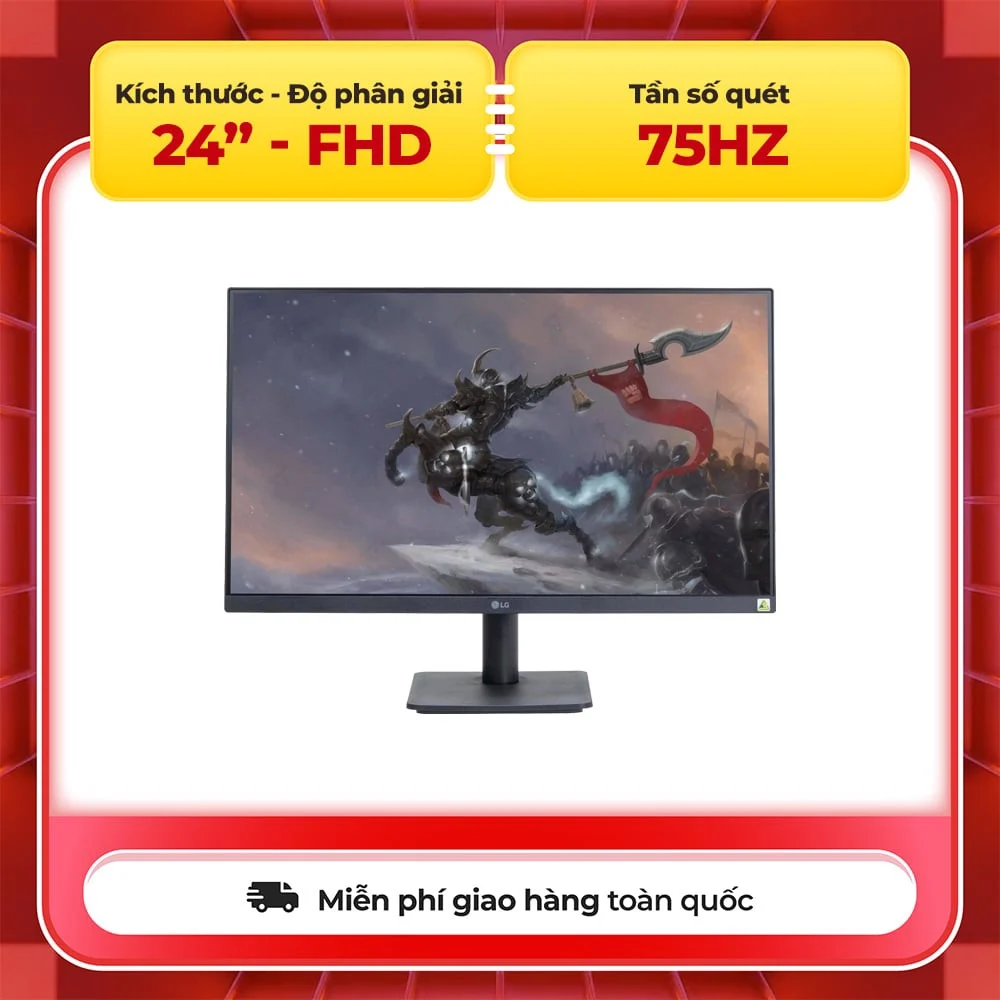 Kích thước - Độ phân giải
24” - FHD
Tần số quét
75HZ
LG
Miễn phí giao hàng toàn quốc